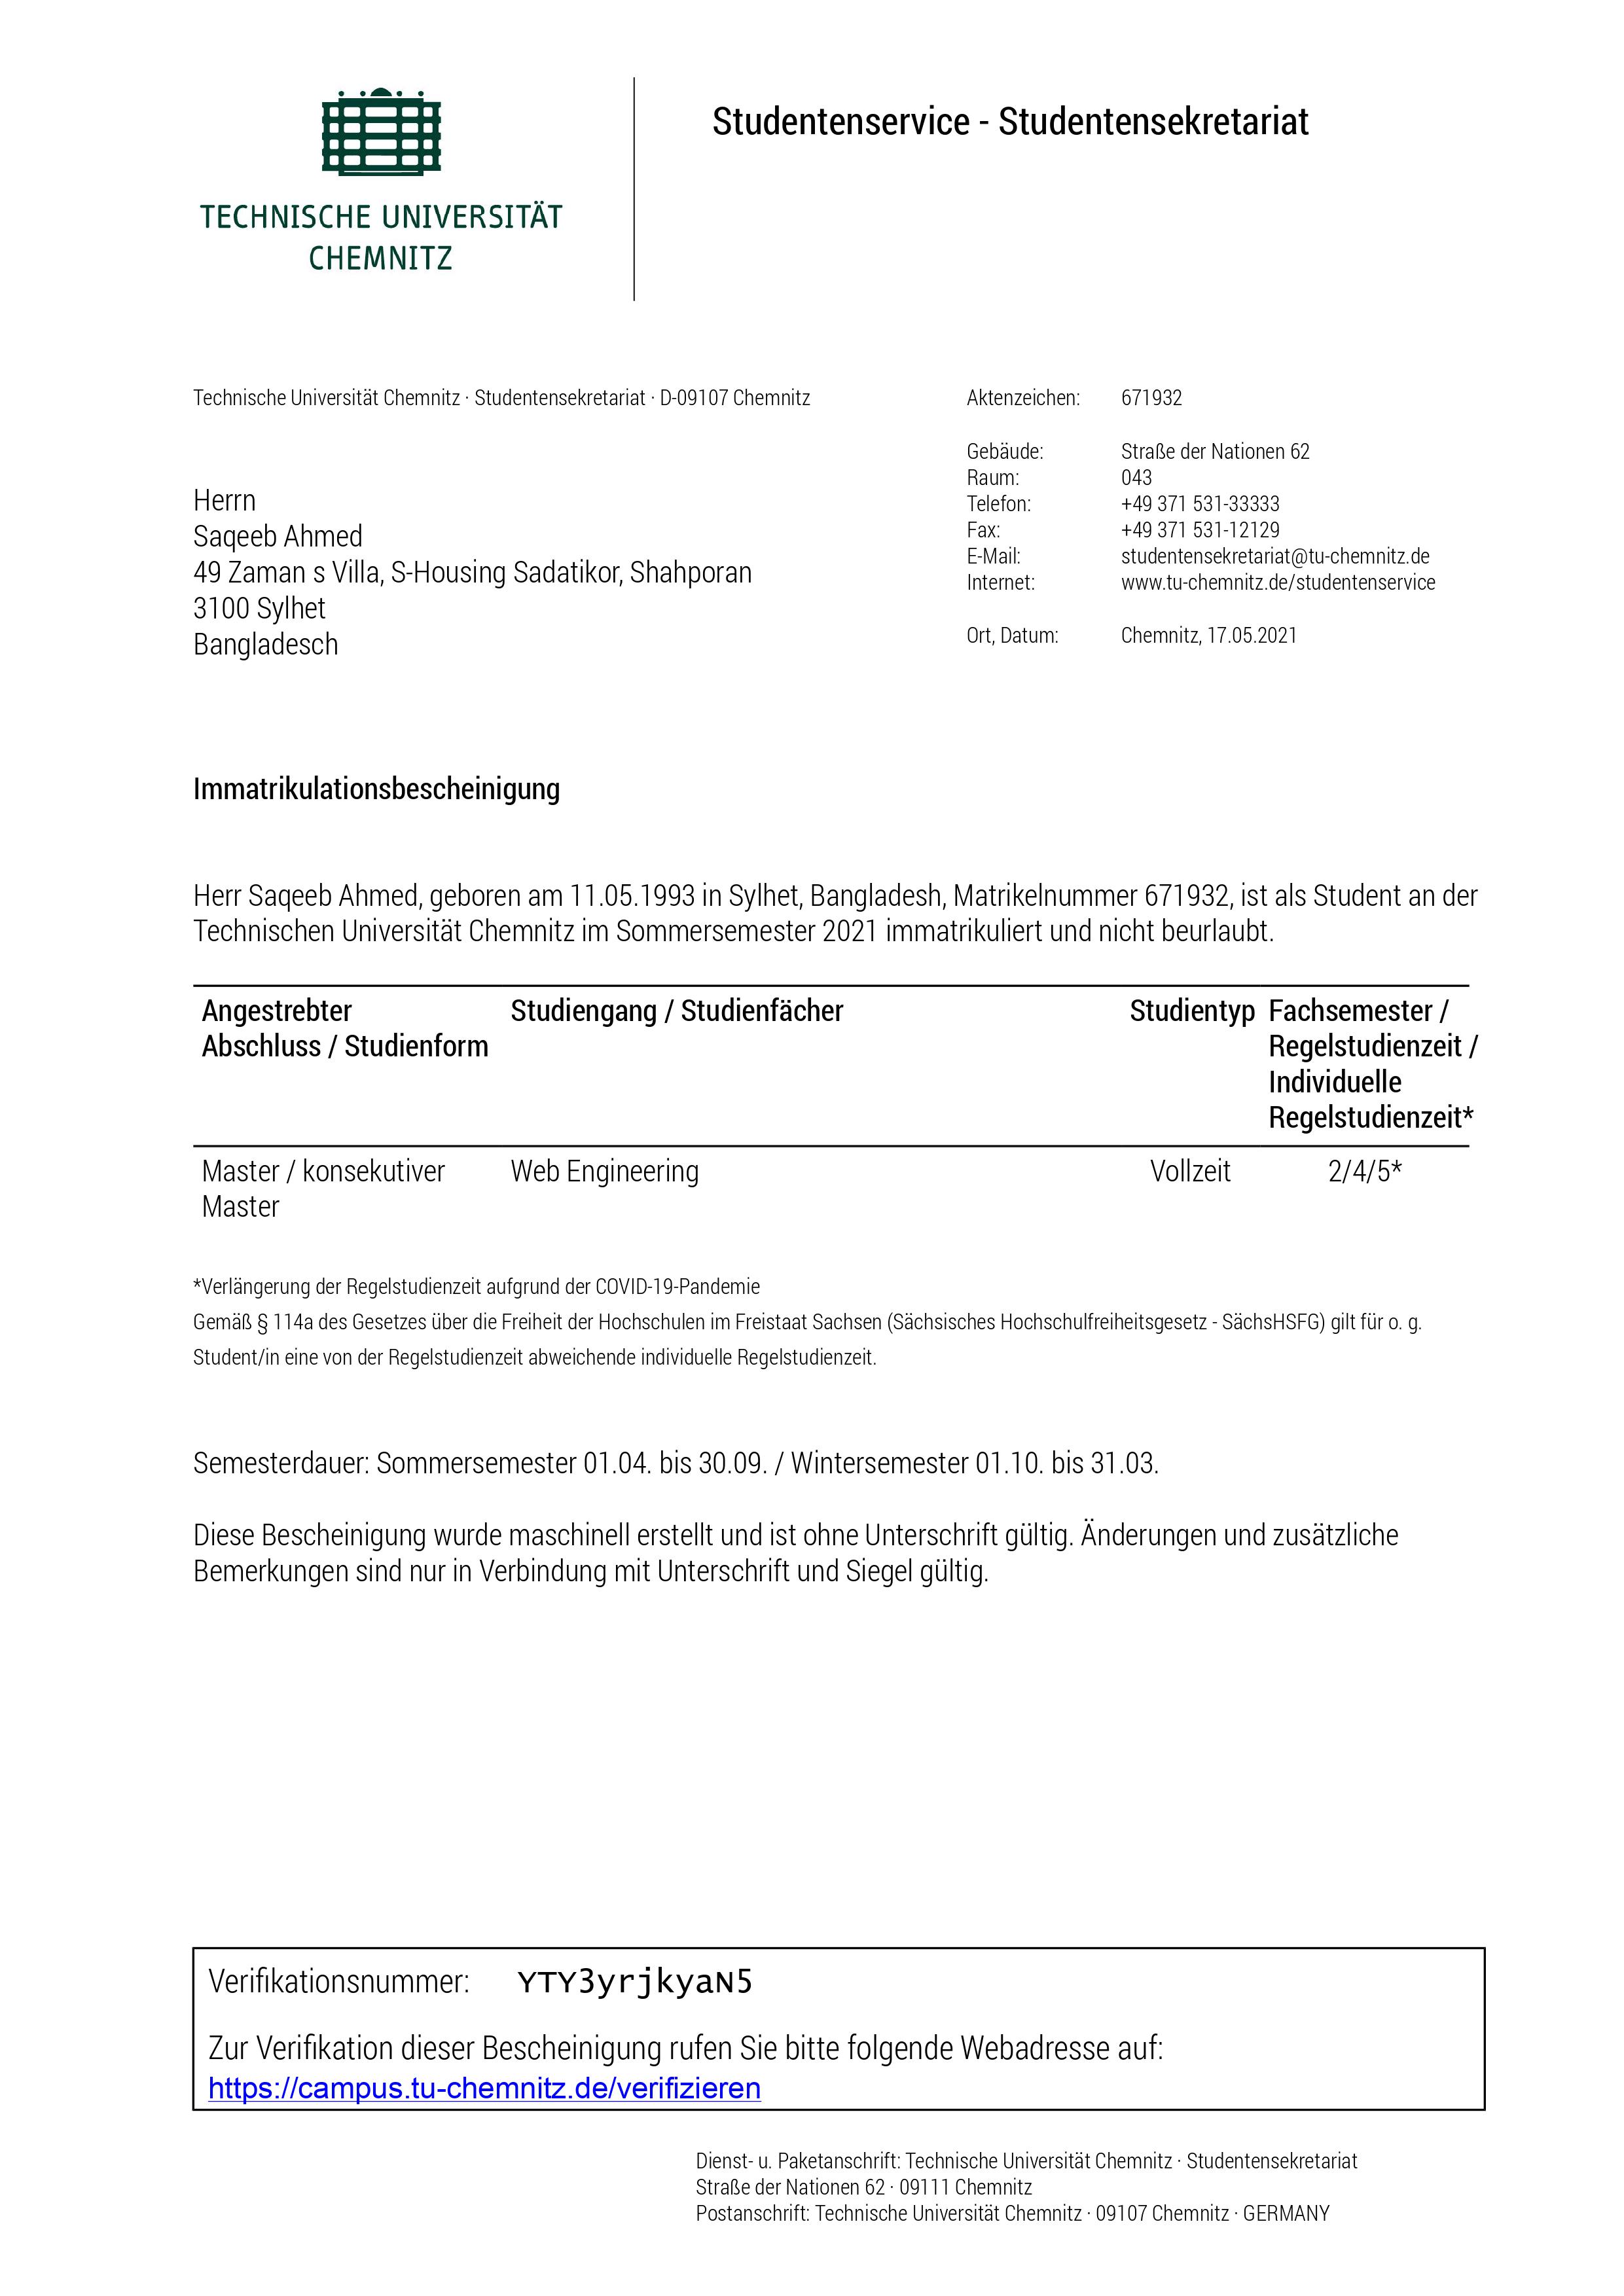 TECHNISCHE UNIVERSITÄT
CHEMNITZ
Studentenservice - Studentensekretariat
Technische Universität Chemnitz · Studentensekretariat · D-09107 Chemnitz
Herrn
Saqeeb Ahmed
49 Zaman s Villa, S-Housing Sadatikor, Shahporan
3100 Sylhet
Bangladesch
Aktenzeichen: 671932
Gebäude: Straße der Nationen 62
Raum: 043
Telefon: +49 371 531-33333
Fax: +49 371 531-12129
E-Mail: studentensekretariat@tu-chemnitz.de
Internet: www.tu-chemnitz.de/studentenservice
Ort, Datum: Chemnitz, 17.05.2021
Immatrikulationsbescheinigung
Herr Saqeeb Ahmed, geboren am 11.05.1993 in Sylhet, Bangladesh, Matrikelnummer 671932, ist als Student an der
Technischen Universität Chemnitz im Sommersemester 2021 immatrikuliert und nicht beurlaubt.
Angestrebter Studiengang / Studienfächer Studientyp Fachsemester /
Abschluss / Studienform Regelstudienzeit /
Individuelle
Regelstudienzeit*
Master / konsekutiver Web Engineering Vollzeit 2/4/5*
Master
*Verlängerung der Regelstudienzeit aufgrund der COVID-19-Pandemie
Gemäß § 114a des Gesetzes über die Freiheit der Hochschulen im Freistaat Sachsen (Sächsisches Hochschulfreiheitsgesetz - SächsHSFG) gilt für o. g.
Student/in eine von der Regelstudienzeit abweichende individuelle Regelstudienzeit.
Semesterdauer: Sommersemester 01.04. bis 30.09. / Wintersemester 01.10. bis 31.03.
Diese Bescheinigung wurde maschinell erstellt und ist ohne Unterschrift gültig. Änderungen und zusätzliche
Bemerkungen sind nur in Verbindung mit Unterschrift und Siegel gültig.
Verifikationsnummer: YTY3yrjkyaN5
Zur Verifikation dieser Bescheinigung rufen Sie bitte folgende Webadresse auf:
https://campus.tu-chemnitz.de/verifizieren
Dienst- u. Paketanschrift: Technische Universität Chemnitz · Studentensekretariat
Straße der Nationen 62 · 09111 Chemnitz
Postanschrift: Technische Universität Chemnitz · 09107 Chemnitz · GERMANY